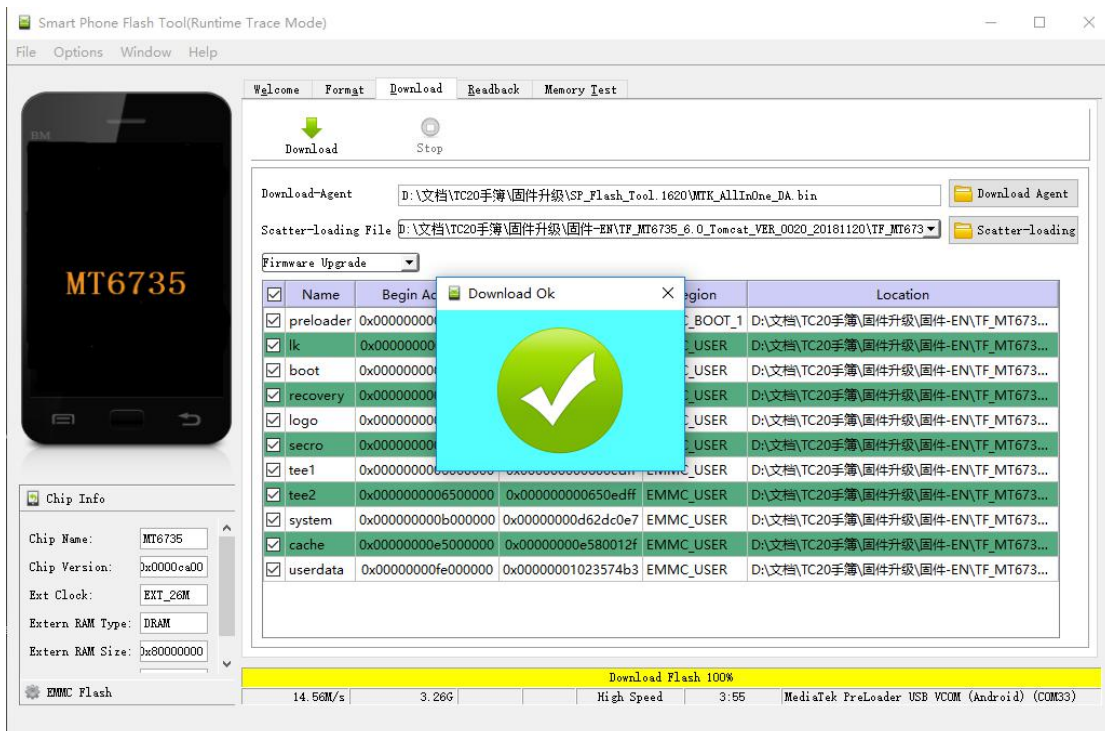 Smart Phone Flash Tool(Runtime Trace Mode)
File Options Window Help
BM
MT6735
Welcome Format Download Readback Memory Test
Download Stop
Download-Agent D:\文档\TC20手簿\固件升级\SP_Flash_Tool.1620\MTK_AllInOne_DA.bin Download Agent
Scatter-loading File D:\文档\TC20手簿\固件升级\固件-EN\TF_MT6735_6.0_Tomcat_VER_0020_20181120\TF_MT673 Scatter-loading
Firmware Upgrade
Name Begin Ad egion Location
Download Ok
preloader 0x00000000 C_BOOT_1 D:\文档\TC20手簿\固件升级\固件-EN\TF_MT673...
lk 0x00000000 C_USER D:\文档\TC20手簿\固件升级\固件-EN\TF_MT673...
boot 0x00000000 C_USER D:\文档\TC20手簿\固件升级\固件-EN\TF_MT673...
recovery 0x00000000 C_USER D:\文档\TC20手簿\固件升级\固件-EN\TF_MT673...
logo 0x00000000 C_USER D:\文档\TC20手簿\固件升级\固件-EN\TF_MT673...
secro 0x00000000 C_USER D:\文档\TC20手簿\固件升级\固件-EN\TF_MT673...
tee1 EMMC_USER D:\文档\TC20手簿\固件升级\固件-EN\TF_MT673...
tee2 0x0000000006500000 0x000000000650edff EMMC_USER D:\文档\TC20手簿\固件升级\固件-EN\TF_MT673...
system 0x000000000b000000 0x00000000d62dc0e7 EMMC_USER D:\文档\TC20手簿\固件升级\固件-EN\TF_MT673...
cache 0x00000000e5000000 0x00000000e580012f EMMC_USER D:\文档\TC20手簿\固件升级\固件-EN\TF_MT673...
userdata 0x00000000fe000000 0x00000001023574b3 EMMC_USER D:\文档\TC20手簿\固件升级\固件-EN\TF_MT673...
Chip Info
Chip Name: MT6735
Chip Version: 0x0000ca00
Ext Clock: EXT_26M
Extern RAM Type: DRAM
Extern RAM Size: 0x80000000
EMMC Flash
Download Flash 100%
14.56M/s 3.26G High Speed 3:55 MediaTek PreLoader USB VCOM (Android) (COM33)